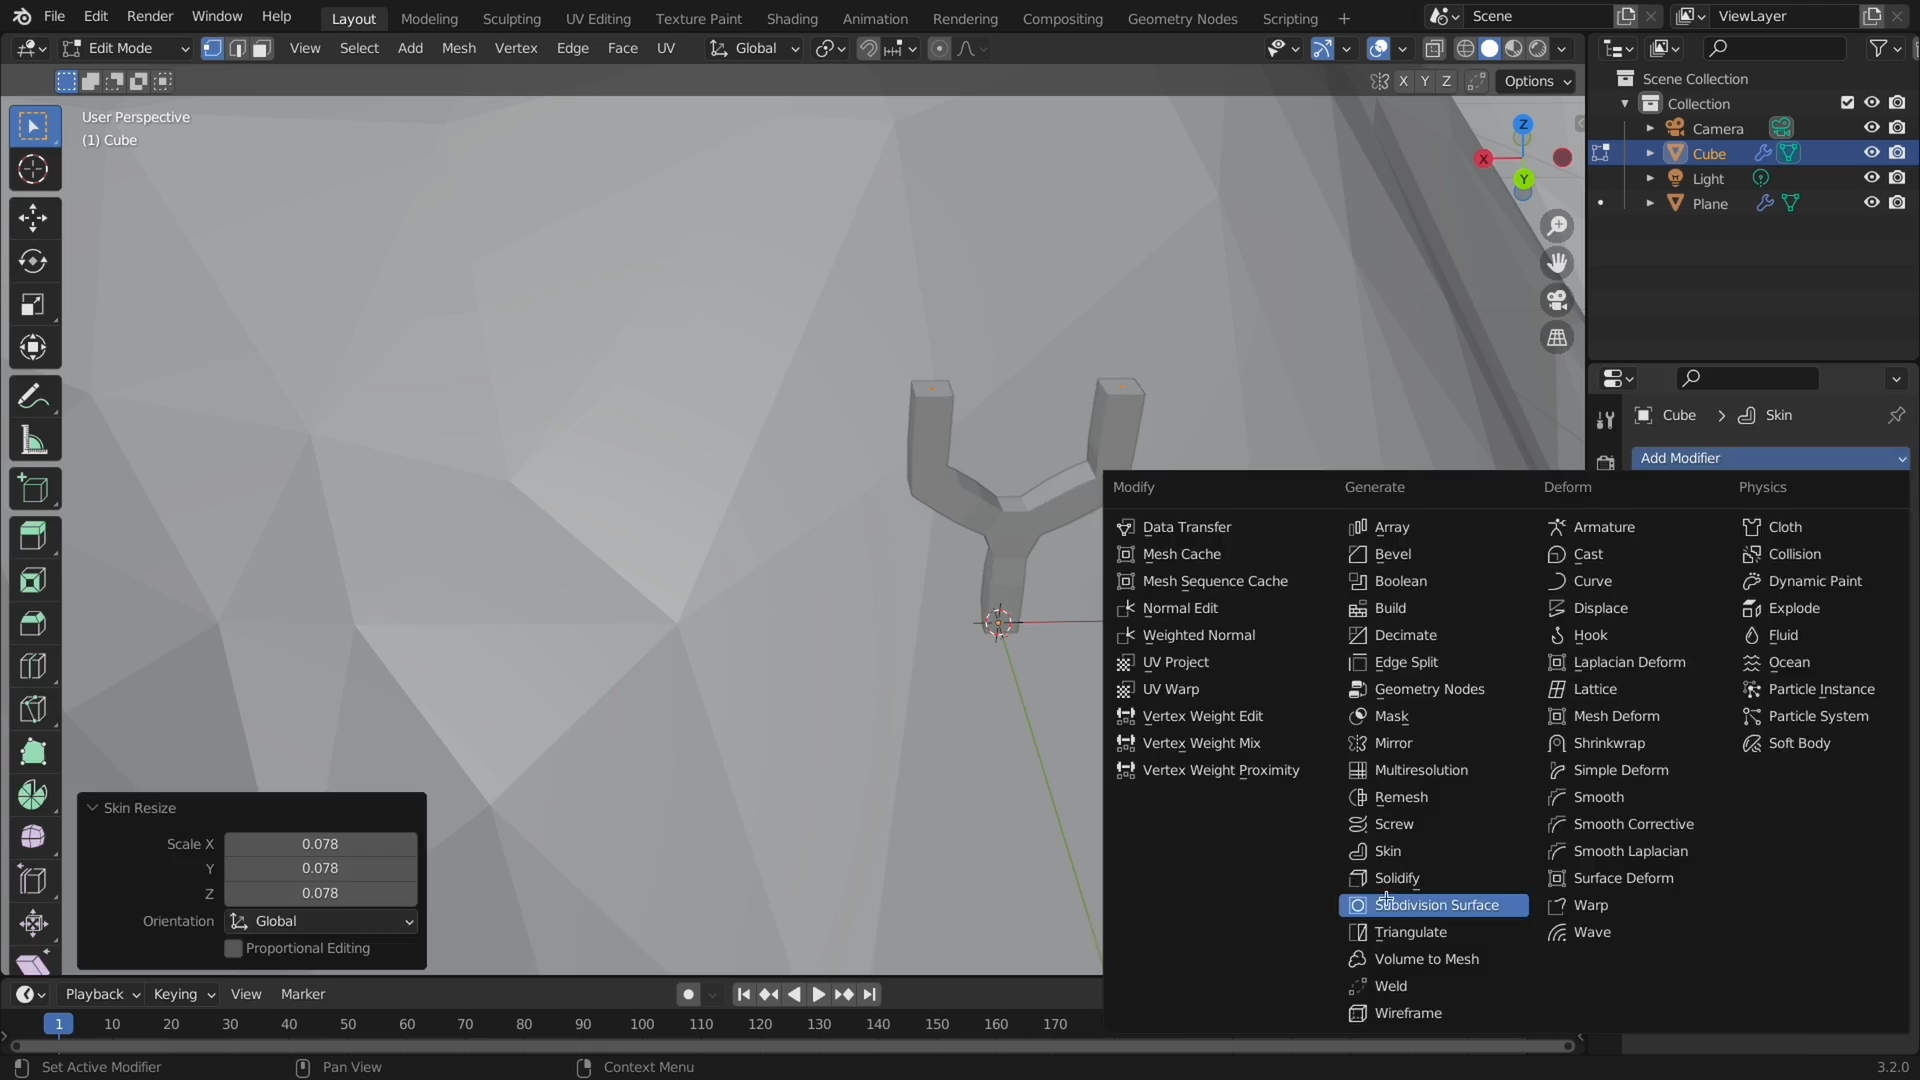 File Edit Render Window Help Layout Modeling Sculpting UV Editing Texture Paint Shading Animation Rendering Compositing Geometry Nodes Scripting + Scene ViewLayer
Edit Mode View Select Add Mesh Vertex Edge Face UV Global
X Y Z Options
User Perspective
(1) Cube
Z
X
Y
Scene Collection
Collection
Camera
Cube
Light
Plane
Cube > Skin
Add Modifier
Modify Generate Deform Physics
Data Transfer Array Armature Cloth
Mesh Cache Bevel Cast Collision
Mesh Sequence Cache Boolean Curve Dynamic Paint
Normal Edit Build Displace Explode
Weighted Normal Decimate Hook Fluid
UV Project Edge Split Laplacian Deform Ocean
UV Warp Geometry Nodes Lattice Particle Instance
Vertex Weight Edit Mask Mesh Deform Particle System
Vertex Weight Mix Mirror Shrinkwrap Soft Body
Vertex Weight Proximity Multiresolution Simple Deform
Remesh Smooth
Screw Smooth Corrective
Skin Smooth Laplacian
Solidify Surface Deform
Subdivision Surface Warp
Triangulate Wave
Volume to Mesh
Weld
Wireframe
Skin Resize
Scale X 0.078
Y 0.078
Z 0.078
Orientation Global
Proportional Editing
Playback Keying View Marker
1 10 20 30 40 50 60 70 80 90 100 110 120 130 140 150 160 170
Set Active Modifier Pan View Context Menu 3.2.0